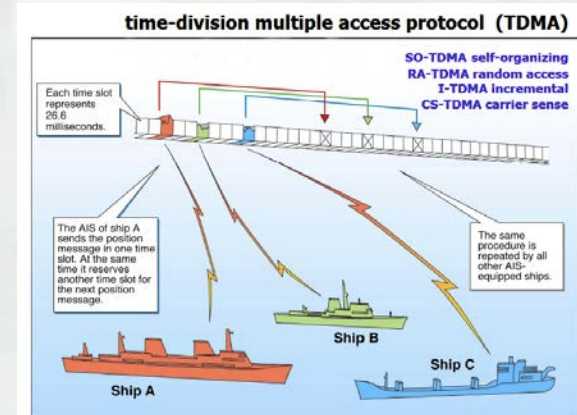 time-division multiple access protocol (TDMA)
SO-TDMA self-organizing
RA-TDMA random access
I-TDMA incremental
CS-TDMA carrier sense
Each time slot
represents
26.6
milliseconds.
The AIS of ship A
sends the position
message in one time
slot. At the same
time it reserves
another time slot for
the next position
message.
The same
procedure is
repeated by all
other AIS-
equipped ships.
Ship B
Ship A
Ship C